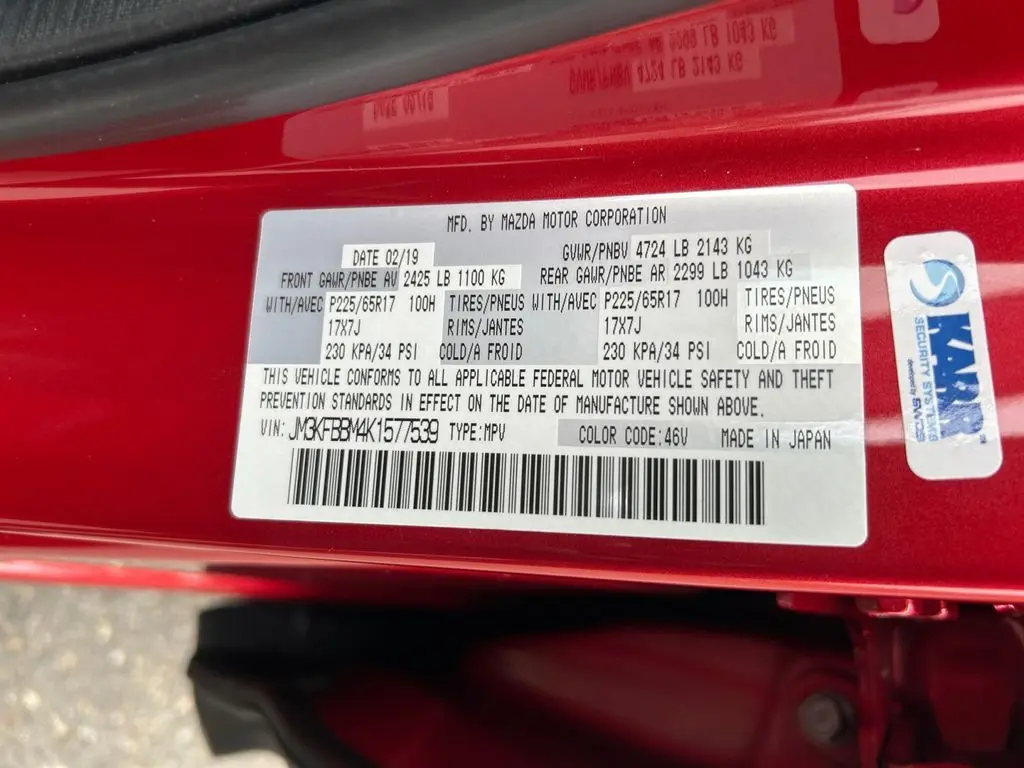 MFD. BY MAZDA MOTOR CORPORATION
DATE 02/19 GVWR/PNBV 4724 LB 2143 KG
FRONT GAWR/PNBE AV 2425 LB 1100 KG REAR GAWR/PNBE AR 2299 LB 1043 KG
WITH/AVEC P225/65R17 100H TIRES/PNEUS WITH/AVEC P225/65R17 100H TIRES/PNEUS
17X7J RIMS/JANTES 17X7J RIMS/JANTES
230 KPA/34 PSI COLD/A FROID 230 KPA/34 PSI COLD/A FROID
THIS VEHICLE CONFORMS TO ALL APPLICABLE FEDERAL MOTOR VEHICLE SAFETY AND THEFT
PREVENTION STANDARDS IN EFFECT ON THE DATE OF MANUFACTURE SHOWN ABOVE.
VIN: JM3KFBBM4K1577539 TYPE:MPV COLOR CODE:46V MADE IN JAPAN
KARR
SECURITY SYSTEMS
developed by SWDS